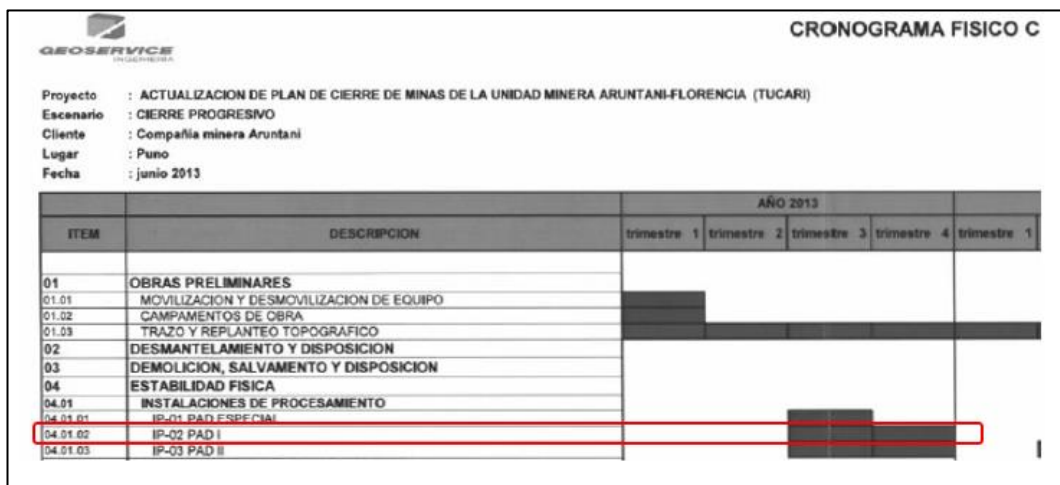 CRONOGRAMA FISICO C
GEOSERVICE
INGENIERIA
Proyecto : ACTUALIZACION DE PLAN DE CIERRE DE MINAS DE LA UNIDAD MINERA ARUNTANI-FLORENCIA (TUCARI)
Escenario : CIERRE PROGRESIVO
Cliente : Compañia minera Aruntani
Lugar : Puno
Fecha : junio 2013
AÑO 2013
ITEM DESCRIPCION trimestre 1 trimestre 2 trimestre 3 trimestre 4 trimestre 1
01 OBRAS PRELIMINARES
01.01 MOVILIZACION Y DESMOVILIZACION DE EQUIPO
01.02 CAMPAMENTOS DE OBRA
01.03 TRAZO Y REPLANTEO TOPOGRAFICO
02 DESMANTELAMIENTO Y DISPOSICION
03 DEMOLICION, SALVAMENTO Y DISPOSICION
04 ESTABILIDAD FISICA
04.01 INSTALACIONES DE PROCESAMIENTO
04.01.01 IP-01 PAD ESPECIAL
04.01.02 IP-02 PAD I
04.01.03 IP-03 PAD II